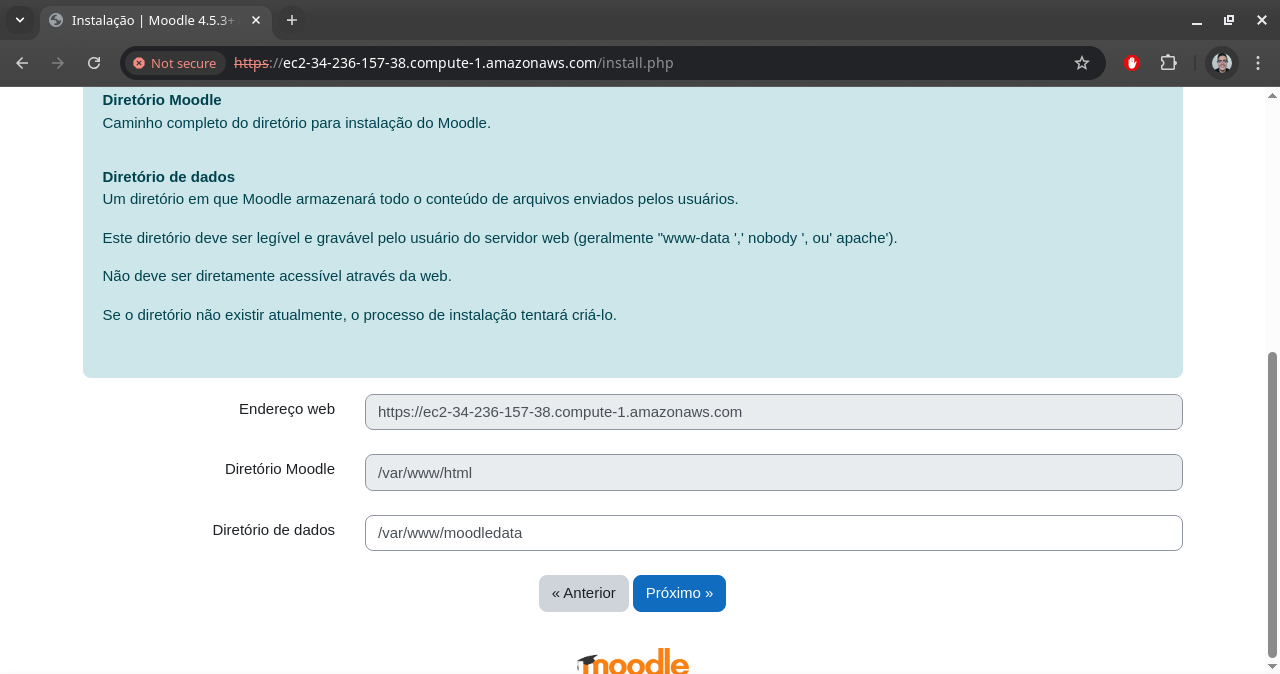 Instalação | Moodle 4.5.3+
Not secure
https://ec2-34-236-157-38.compute-1.amazonaws.com/install.php
Diretório Moodle
Caminho completo do diretório para instalação do Moodle.
Diretório de dados
Um diretório em que Moodle armazenará todo o conteúdo de arquivos enviados pelos usuários.
Este diretório deve ser legível e gravável pelo usuário do servidor web (geralmente "www-data ',' nobody ', ou' apache').
Não deve ser diretamente acessível através da web.
Se o diretório não existir atualmente, o processo de instalação tentará criá-lo.
Endereço web
https://ec2-34-236-157-38.compute-1.amazonaws.com
Diretório Moodle
/var/www/html
Diretório de dados
/var/www/moodledata
« Anterior
Próximo »
moodle